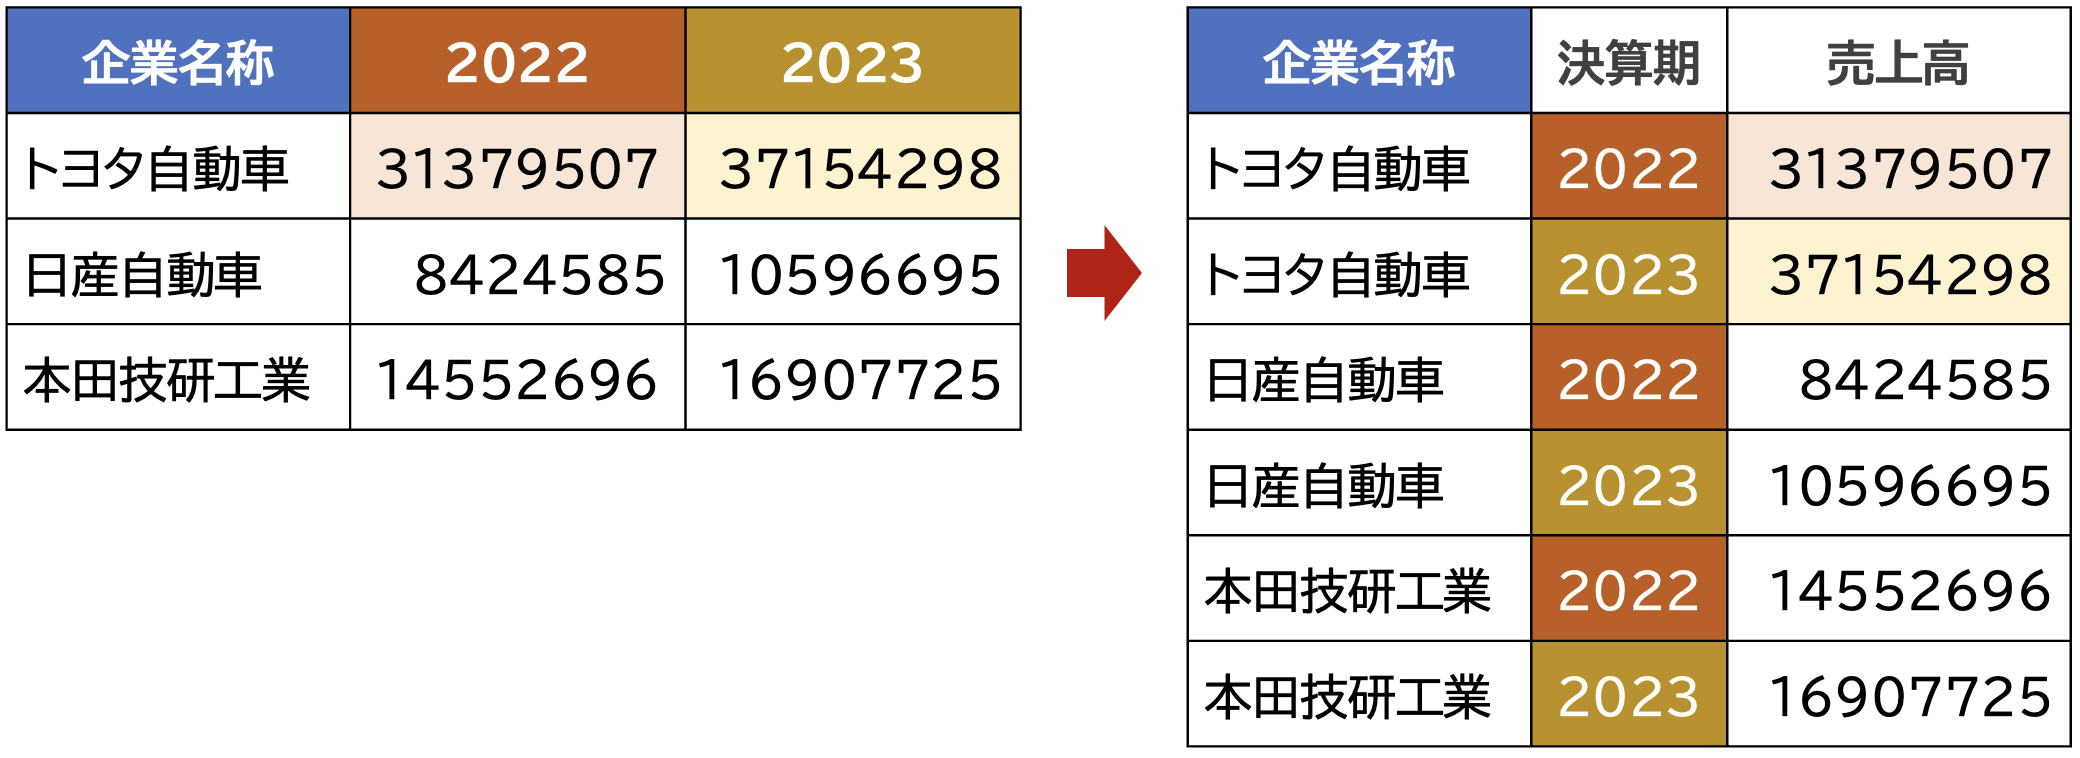 企業名称 2022 2023
トヨタ自動車 31379507 37154298
日産自動車 8424585 10596695
本田技研工業 14552696 16907725
企業名称 決算期 売上高
トヨタ自動車 2022 31379507
トヨタ自動車 2023 37154298
日産自動車 2022 8424585
日産自動車 2023 10596695
本田技研工業 2022 14552696
本田技研工業 2023 16907725